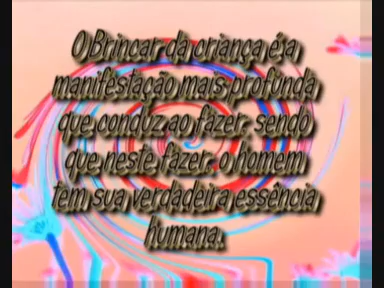 O Brincar da criança é a
manifestação mais profunda
que conduz ao fazer, sendo
que neste fazer, o homem
tem sua verdadeira essência
humana.